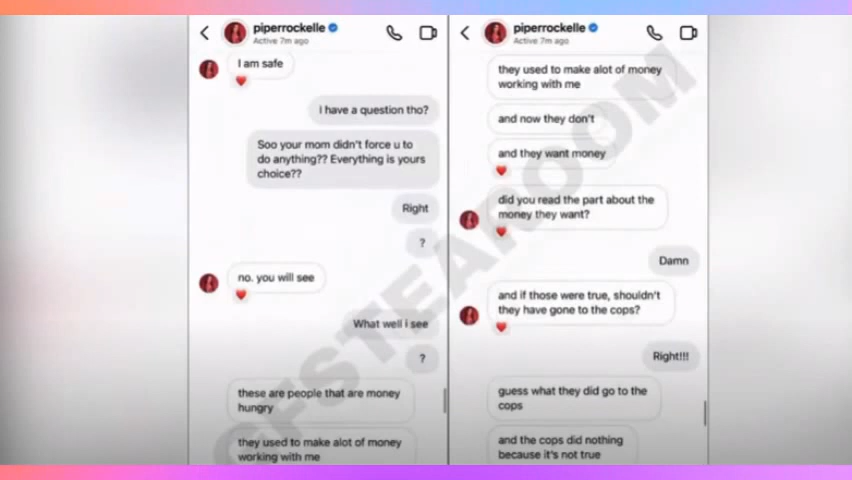 piperrockelle
Active 7m ago
I am safe
I have a question tho?
Soo your mom didn't force u to
do anything?? Everything is yours
choice??
Right
?
no. you will see
What well i see
?
these are people that are money
hungry
they used to make alot of money
working with me
piperrockelle
Active 7m ago
they used to make alot of money
working with me
and now they don't
and they want money
did you read the part about the
money they want?
Damn
and if those were true, shouldn't
they have gone to the cops?
Right!!!
guess what they did go to the
cops
and the cops did nothing
because it's not true